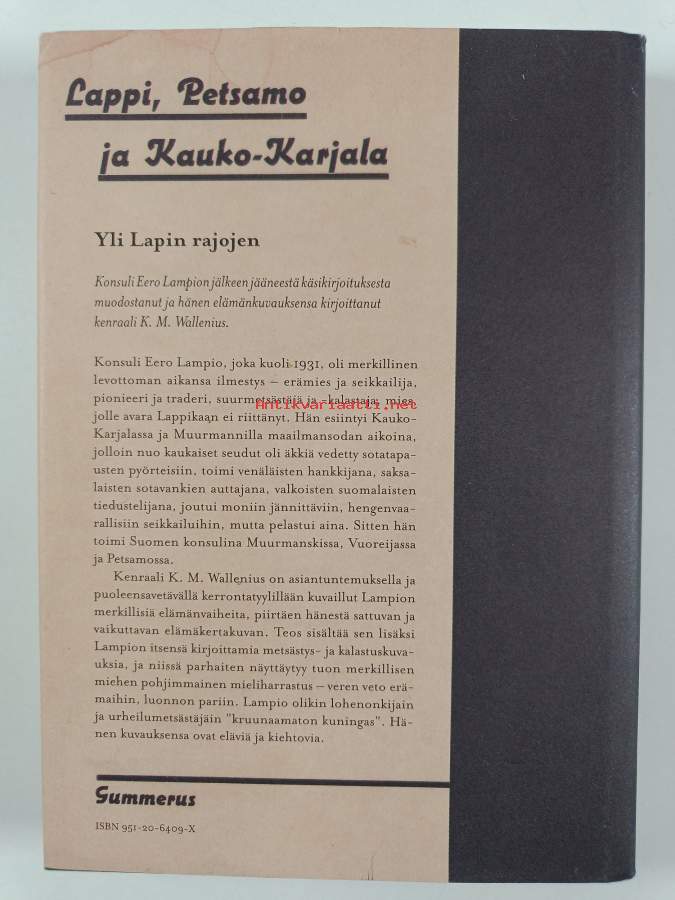 Lappi, Petsamo
ja Kauko-Karjala
Yli Lapin rajojen
Konsuli Eero Lampion jälkeen jääneestä käsikirjoituksesta
muodostanut ja hänen elämänkuvauksensa kirjoittanut
kenraali K. M. Wallenius.
Konsuli Eero Lampio, joka kuoli 1931, oli merkillinen
levottoman aikansa ilmestys – erämies ja seikkailija,
pionieeri ja traderi, suurmetsästäjä ja -kalastaja; mies,
Antikvariaatti.net
jolle avara Lappikaan ei riittänyt. Hän esiintyi Kauko-
Karjalassa ja Muurmannilla maailmansodan aikoina,
jolloin nuo kaukaiset seudut oli äkkiä vedetty sotatapa-
usten pyörteisiin, toimi venäläisten hankkijana, saksa-
laisten sotavankien auttajana, valkoisten suomalaisten
tiedustelijana, joutui moniin jännittäviin, hengenvaa-
rallisiin seikkailuihin, mutta pelastui aina. Sitten hän
toimi Suomen konsulina Muurmanskissa, Vuoreijassa
ja Petsamossa.
Kenraali K. M. Wallenius on asiantuntemuksella ja
puoleensavetävällä kerrontatyylillään kuvaillut Lampion
merkillisiä elämänvaiheita, piirtäen hänestä sattuvan ja
vaikuttavan elämäkertakuvan. Teos sisältää sen lisäksi
Lampion itsensä kirjoittamia metsästys- ja kalastuskuva-
uksia, ja niissä parhaiten näyttäytyy tuon merkillisen
miehen pohjimmainen mieliharrastus – veren veto erä-
maihin, luonnon pariin. Lampio olikin lohenonkijain
ja urheilumetsästäjäin "kruunaamaton kuningas". Hä-
nen kuvauksensa ovat eläviä ja kiehtovia.
Gummerus
ISBN 951-20-6409-X